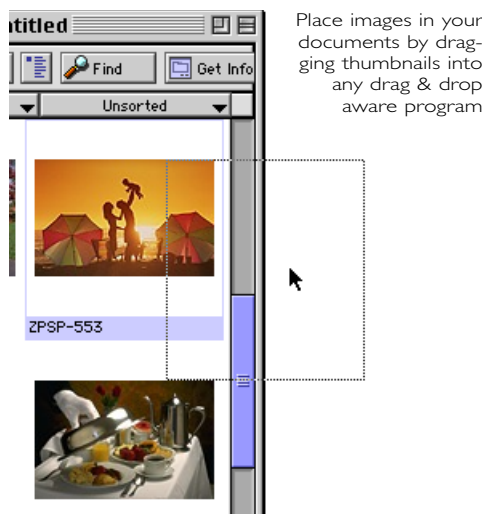 ntitled
Find
Get Info
Unsorted
ZPSP-553
Place images in your
documents by drag-
ging thumbnails into
any drag & drop
aware program